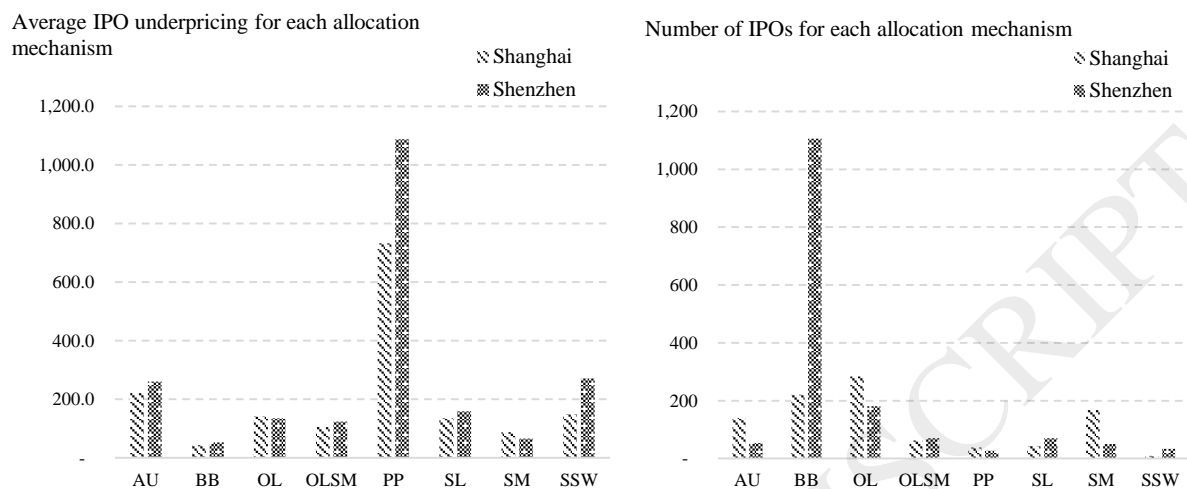 Average IPO underpricing for each allocation
mechanism
Shanghai
Shenzhen
1,200.0
1,000.0
800.0
600.0
400.0
200.0
-
AU BB OL OLSM PP SL SM SSW
Number of IPOs for each allocation mechanism
Shanghai
Shenzhen
1,200
1,000
800
600
400
200
-
AU BB OL OLSM PP SL SM SSW